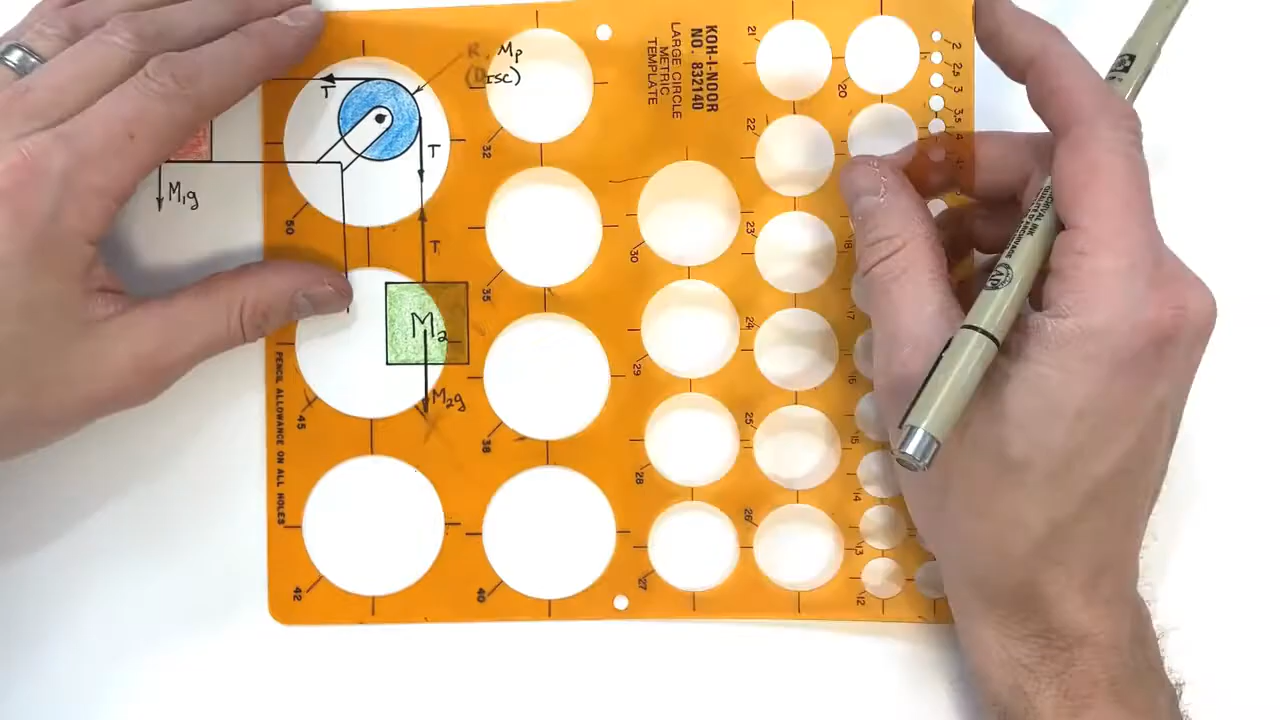 R, Mp
(Disc)
T
T
T
M₁g
M₂
M₂g
KOH-I-NOOR
NO. 832140
LARGE CIRCLE
METRIC
TEMPLATE
PENCIL ALLOWANCE ON ALL HOLES
50
45
42
32
35
38
40
30
29
28
27
21
22
23
24
25
26
20
18
17
16
15
14
13
12
2
2.5
3
3.5
4